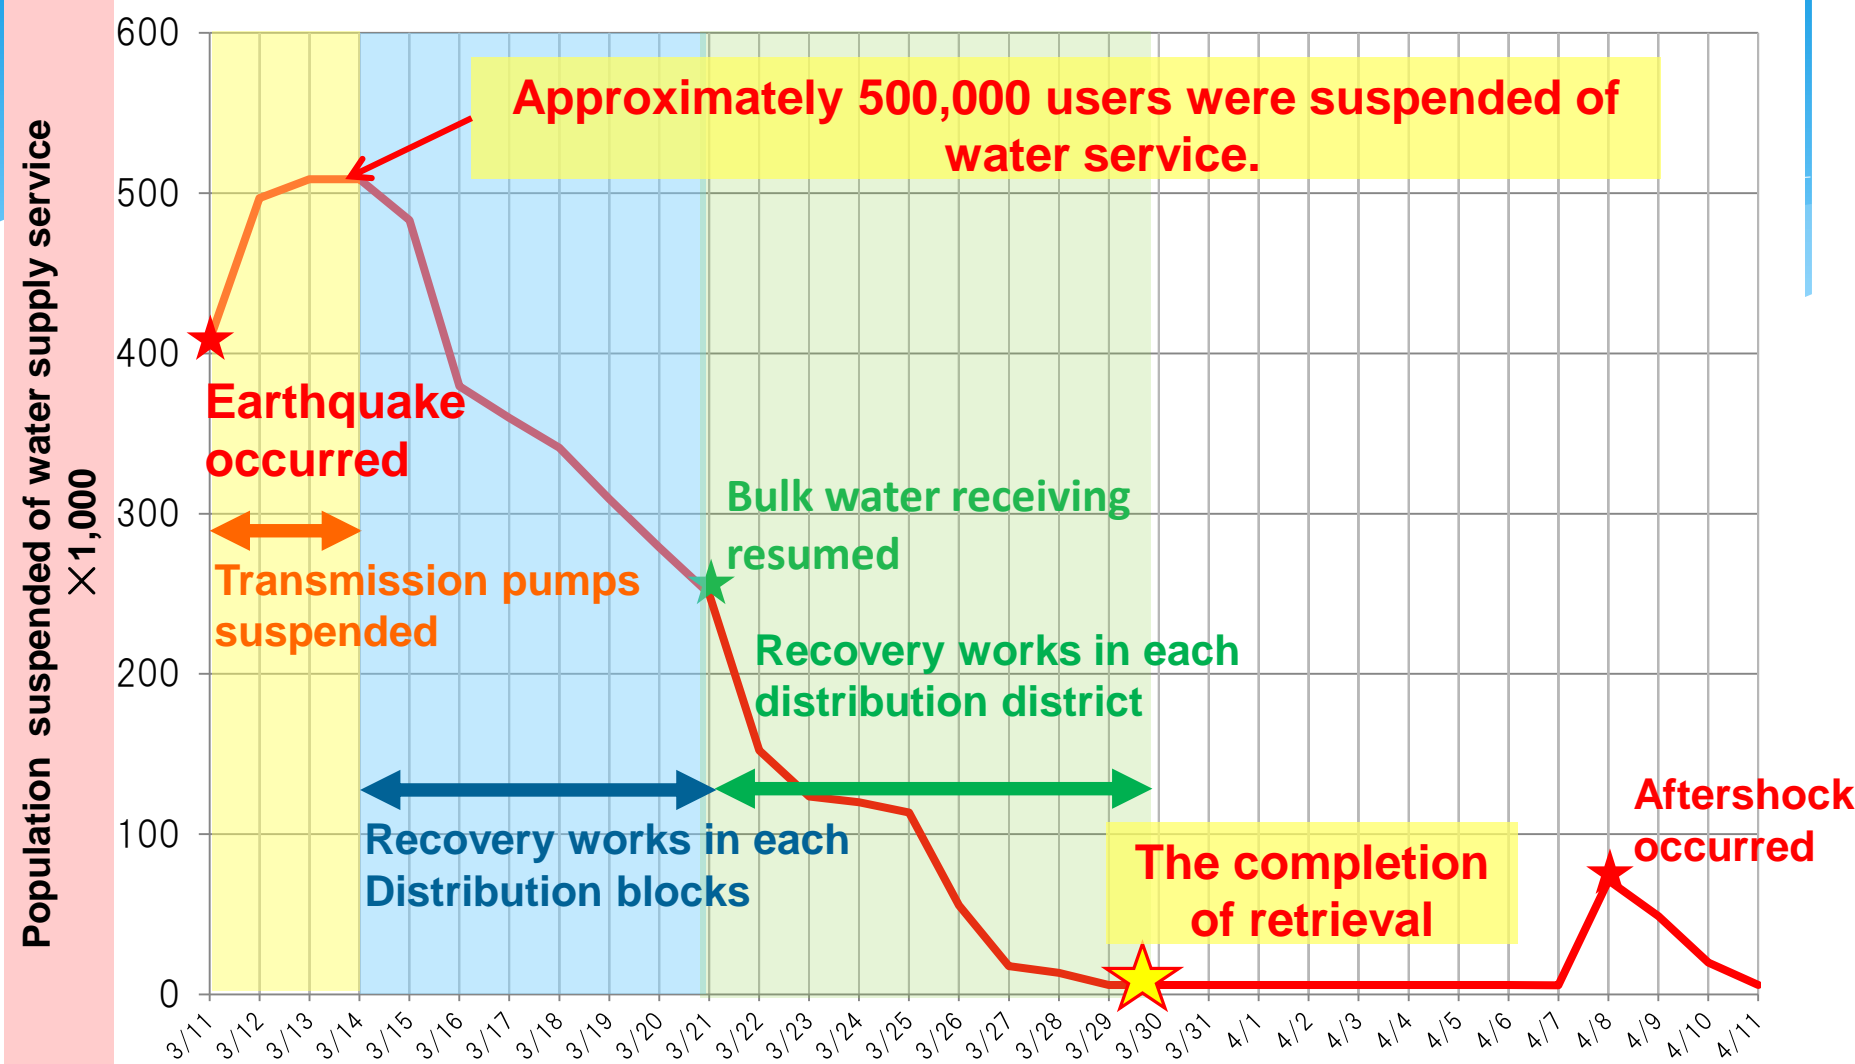 Population suspended of water supply service
×1,000
600
500
400
300
200
100
0
Approximately 500,000 users were suspended of
water service.
Earthquake
occurred
Transmission pumps
suspended
Bulk water receiving
resumed
Recovery works in each
distribution district
Recovery works in each
Distribution blocks
The completion
of retrieval
Aftershock
occurred
3/11
3/12
3/13
3/14
3/15
3/16
3/17
3/18
3/19
3/20
3/21
3/22
3/23
3/24
3/25
3/26
3/27
3/28
3/29
3/30
3/31
4/1
4/2
4/3
4/4
4/5
4/6
4/7
4/8
4/9
4/10
4/11